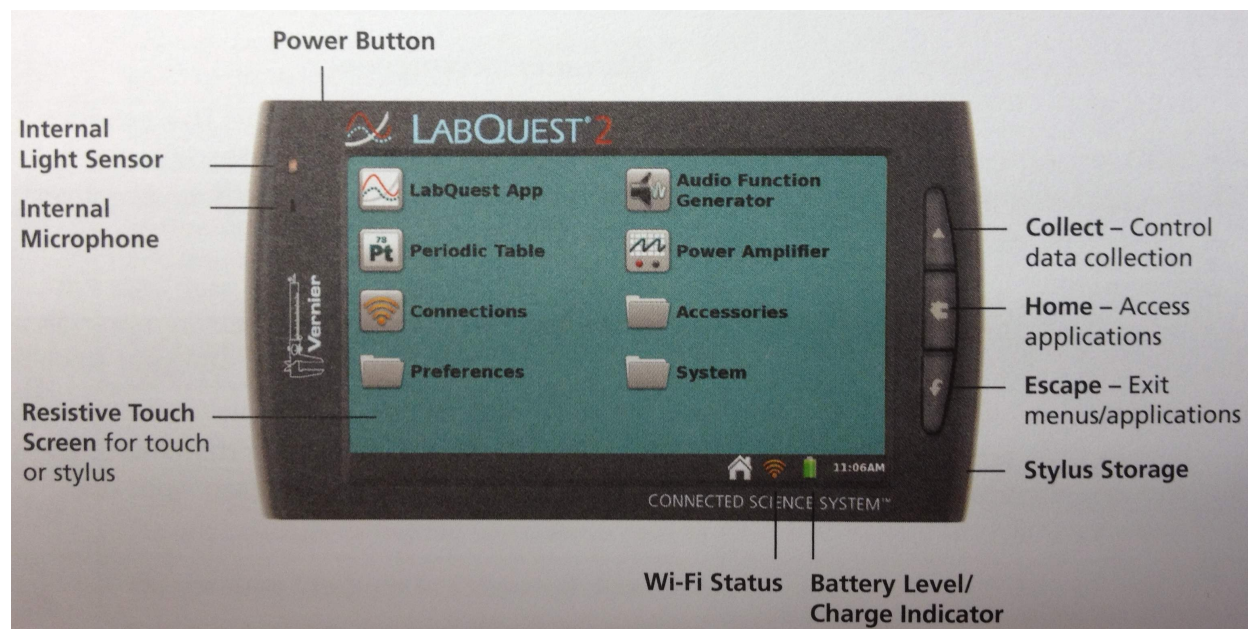 Power Button
Internal
Light Sensor
Internal
Microphone
Resistive Touch
Screen for touch
or stylus
LABQUEST® 2
LabQuest App
78
Pt Periodic Table
Connections
Preferences
Audio Function
Generator
Power Amplifier
Accessories
System
Vernier
11:06AM
CONNECTED SCIENCE SYSTEM™
Collect – Control
data collection
Home – Access
applications
Escape – Exit
menus/applications
Stylus Storage
Wi-Fi Status
Battery Level/
Charge Indicator